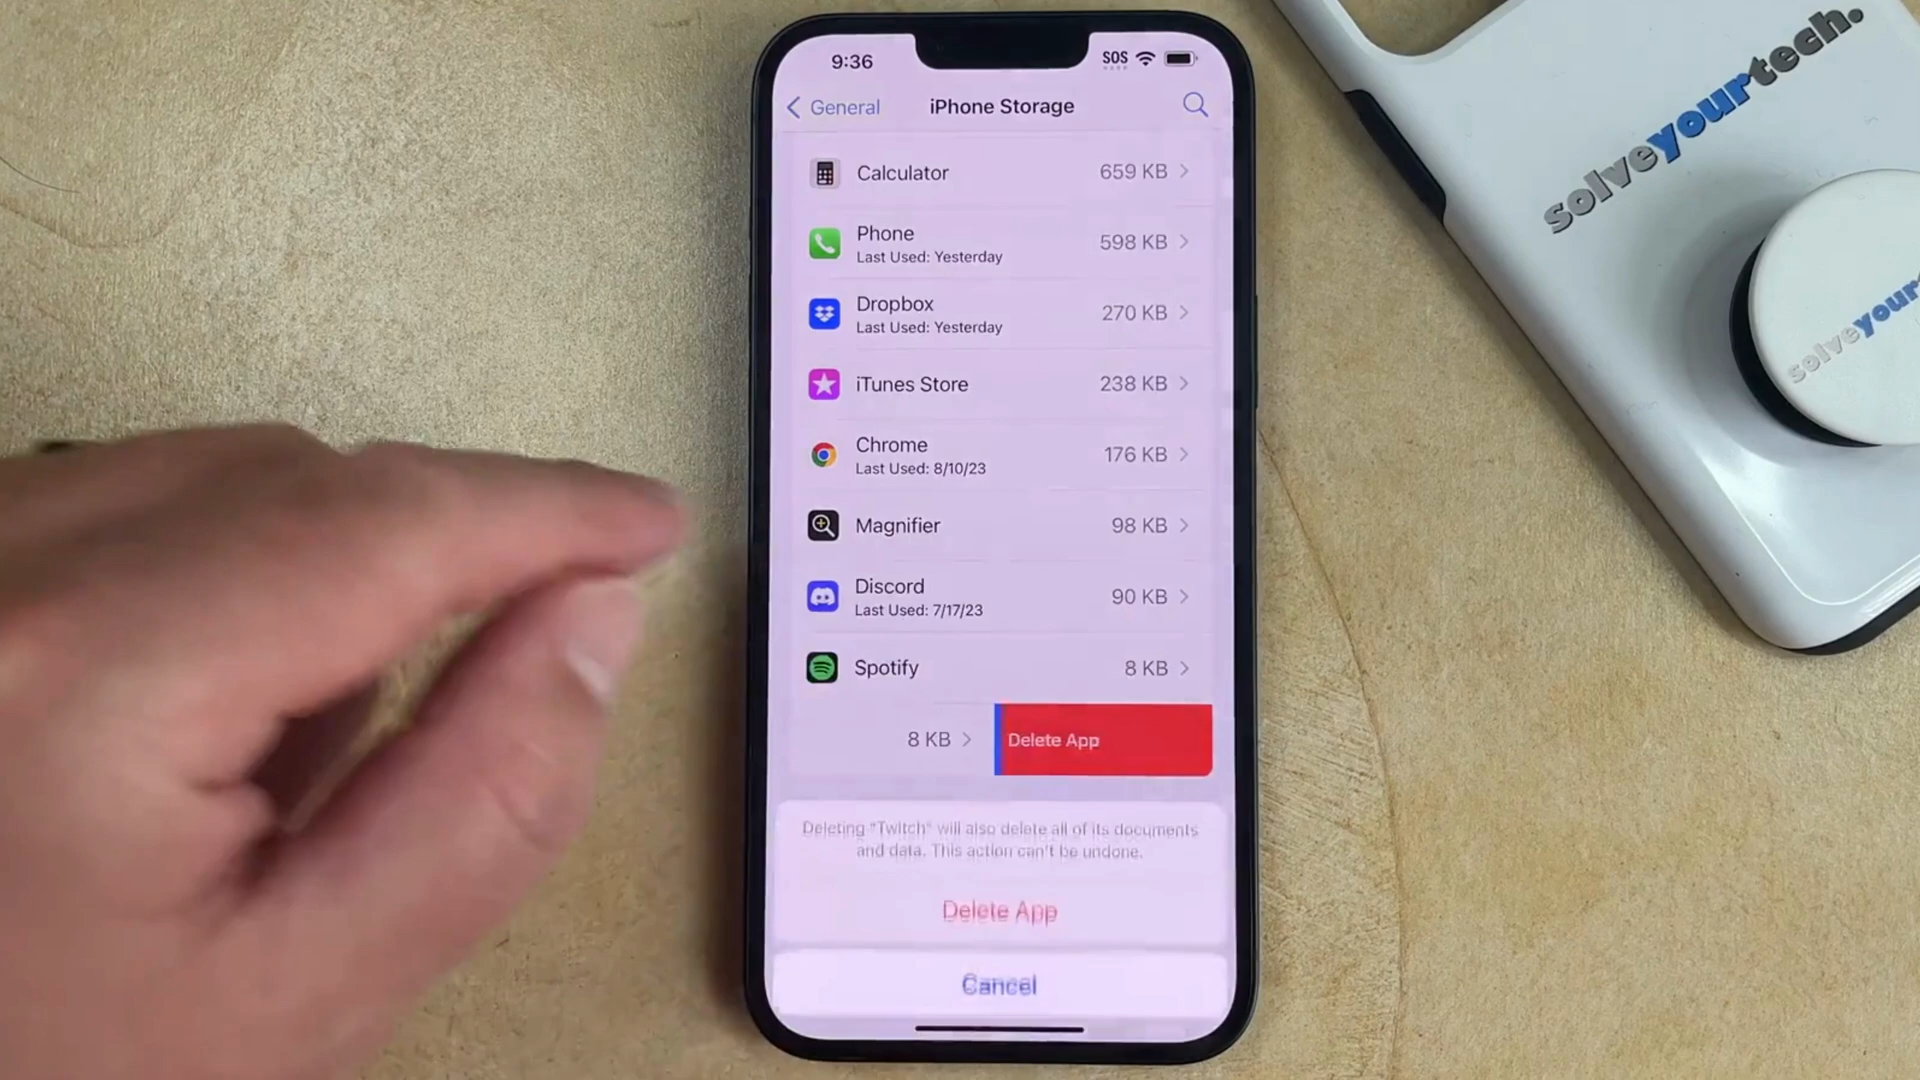 9:36
SOS
General
iPhone Storage
Calculator
659 KB
Phone
Last Used: Yesterday
598 KB
Dropbox
Last Used: Yesterday
270 KB
iTunes Store
238 KB
Chrome
Last Used: 8/10/23
176 KB
Magnifier
98 KB
Discord
Last Used: 7/17/23
90 KB
Spotify
8 KB
8 KB
Delete App
Deleting "Twitch" will also delete all of its documents
and data. This action can't be undone.
Delete App
Cancel
solveyourtech.
solveyour